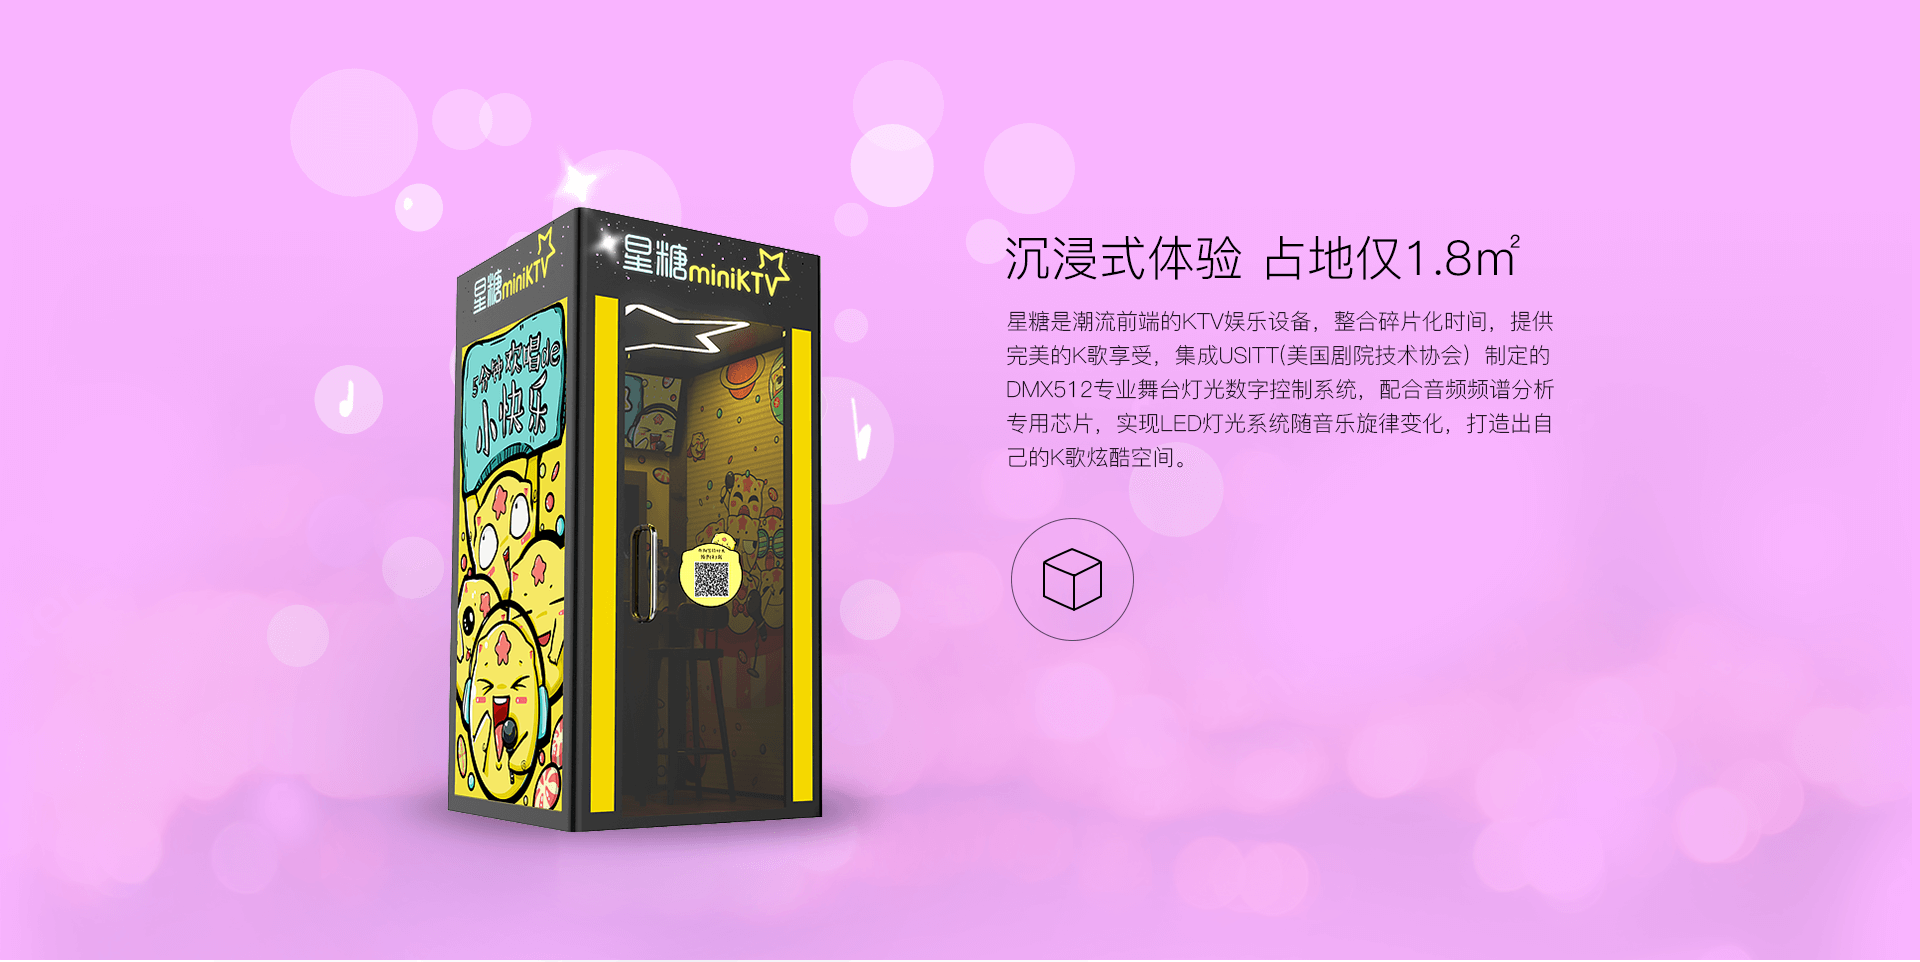 星糖miniKTV
星糖miniKTV
5分钟欢唱de
小快乐
沉浸式体验 占地仅1.8㎡
星糖是潮流前端的KTV娱乐设备，整合碎片化时间，提供
完美的K歌享受，集成USITT(美国剧院技术协会）制定的
DMX512专业舞台灯光数字控制系统，配合音频频谱分析
专用芯片，实现LED灯光系统随音乐旋律变化，打造出自
己的K歌炫酷空间。